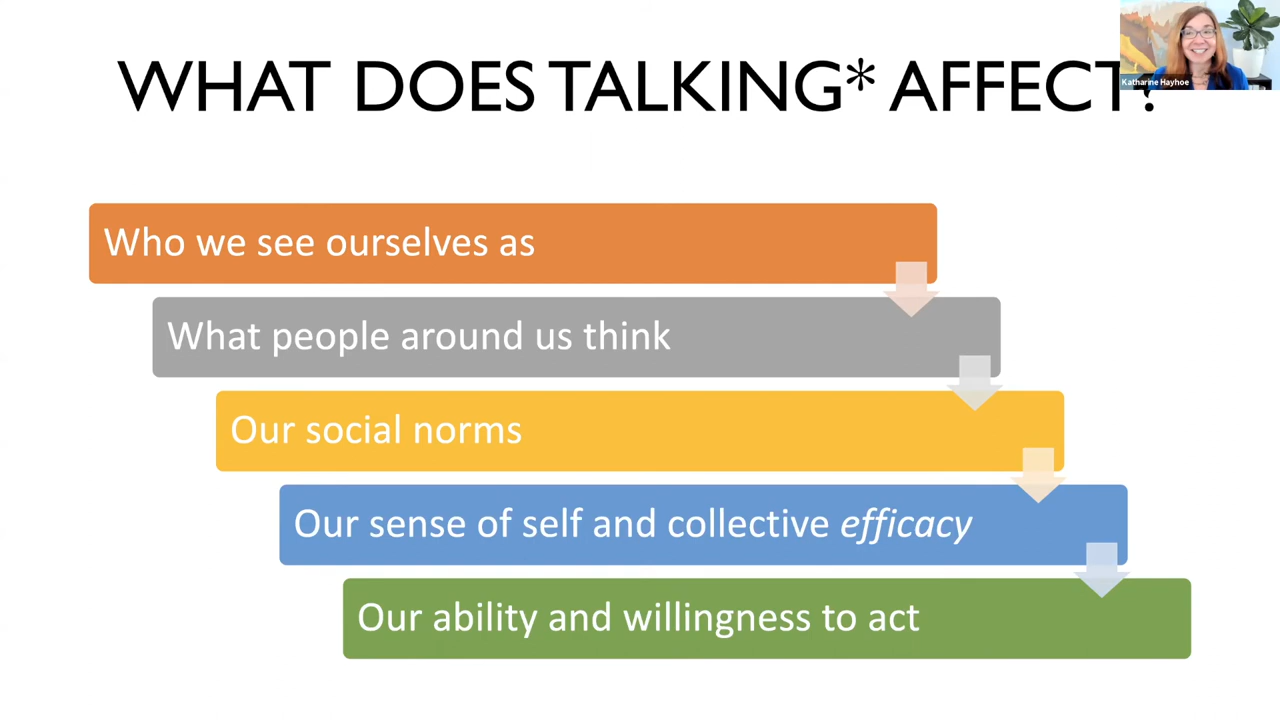 WHAT DOES TALKING* AFFECT?
Katharine Hayhoe
Who we see ourselves as
What people around us think
Our social norms
Our sense of self and collective efficacy
Our ability and willingness to act